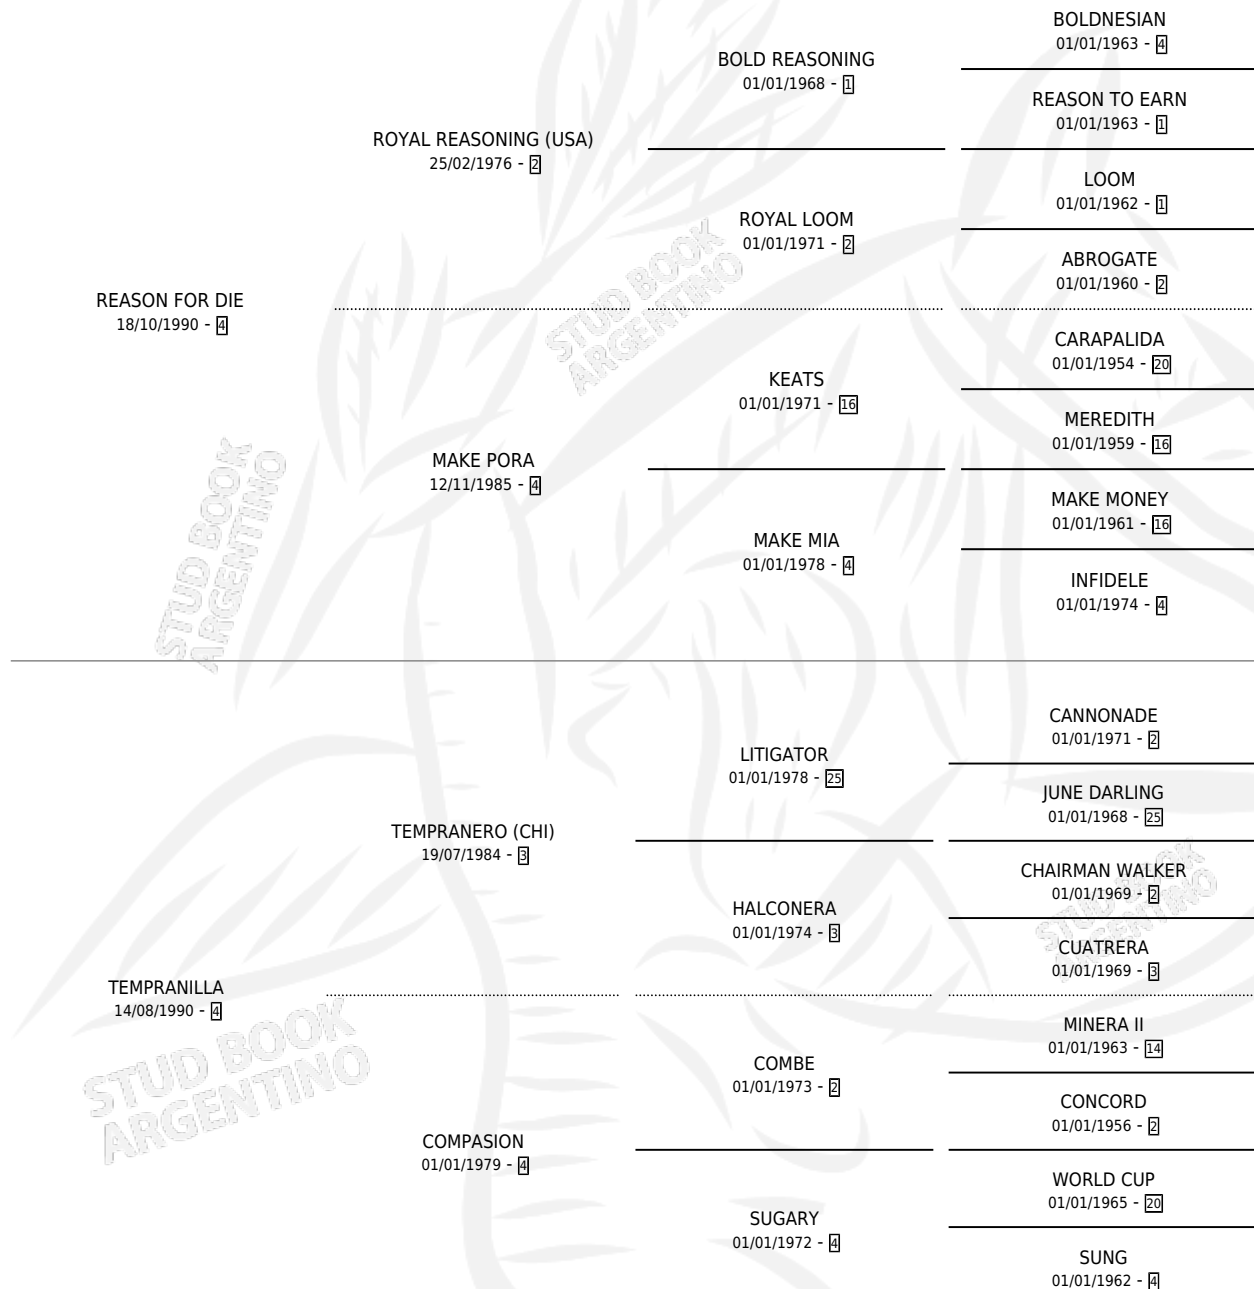 BOLDNESIAN
01/01/1963 - 4
BOLD REASONING
01/01/1968 - 1
REASON TO EARN
01/01/1963 - 1
ROYAL REASONING (USA)
25/02/1976 - 2
LOOM
01/01/1962 - 1
ROYAL LOOM
01/01/1971 - 2
ABROGATE
01/01/1960 - 2
REASON FOR DIE
18/10/1990 - 4
STUD BOOK
ARGENTINO
CARAPALIDA
01/01/1954 - 20
KEATS
01/01/1971 - 16
MEREDITH
01/01/1959 - 16
MAKE PORA
12/11/1985 - 4
MAKE MONEY
01/01/1961 - 16
MAKE MIA
01/01/1978 - 4
INFIDELE
01/01/1974 - 4
STUD BOOK
ARGENTINO
CANNONADE
01/01/1971 - 2
LITIGATOR
01/01/1978 - 25
JUNE DARLING
01/01/1968 - 25
TEMPRANERO (CHI)
19/07/1984 - 3
CHAIRMAN WALKER
01/01/1969 - 2
HALCONERA
01/01/1974 - 3
CUATRERA
01/01/1969 - 3
STUD BOOK
ARGENTINO
TEMPRANILLA
14/08/1990 - 4
STUD BOOK
ARGENTINO
MINERA II
01/01/1963 - 14
COMBE
01/01/1973 - 2
CONCORD
01/01/1956 - 2
COMPASION
01/01/1979 - 4
WORLD CUP
01/01/1965 - 20
SUGARY
01/01/1972 - 4
SUNG
01/01/1962 - 4